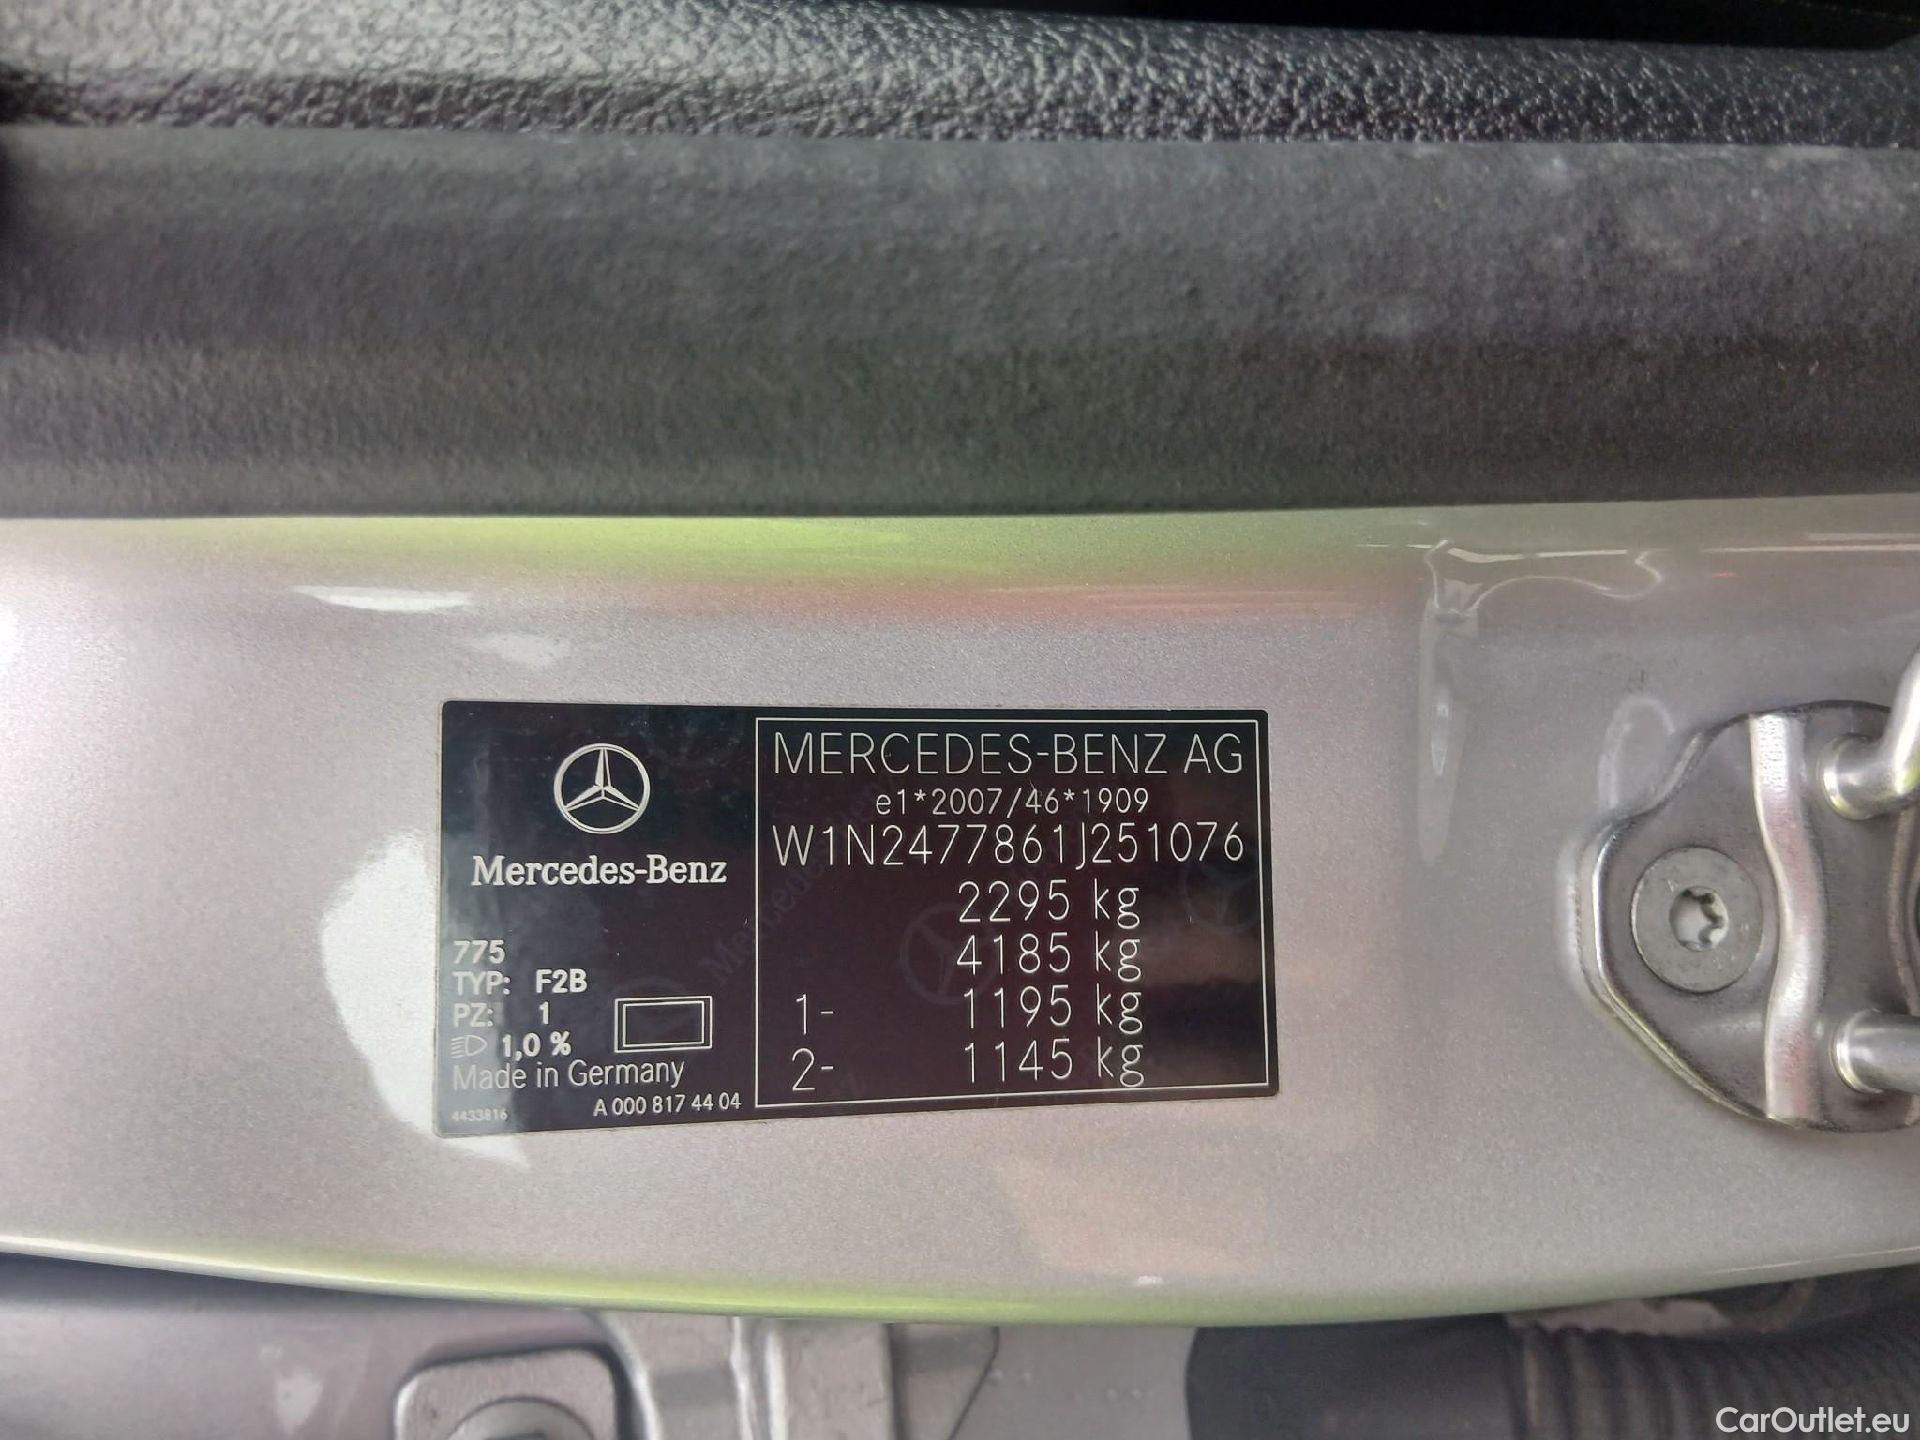 Mercedes-Benz
775
TYP: F2B
PZ: 1
1,0 %
Made in Germany
4433816
A 000 817 44 04
MERCEDES-BENZ AG
e1*2007/46*1909
W1N2477861J251076
2295 kg
4185 kg
1- 1195 kg
2- 1145 kg
CarOutlet.eu